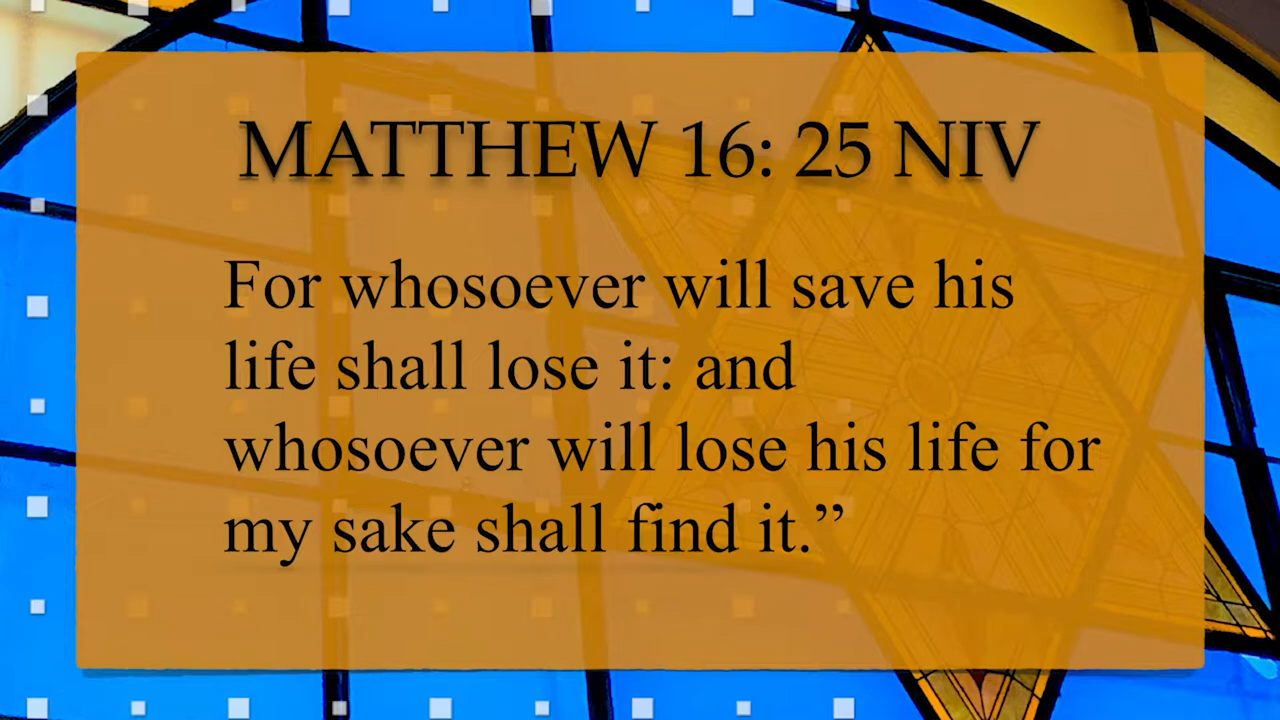 MATTHEW 16: 25 NIV
For whosoever will save his
life shall lose it: and
whosoever will lose his life for
my sake shall find it.”